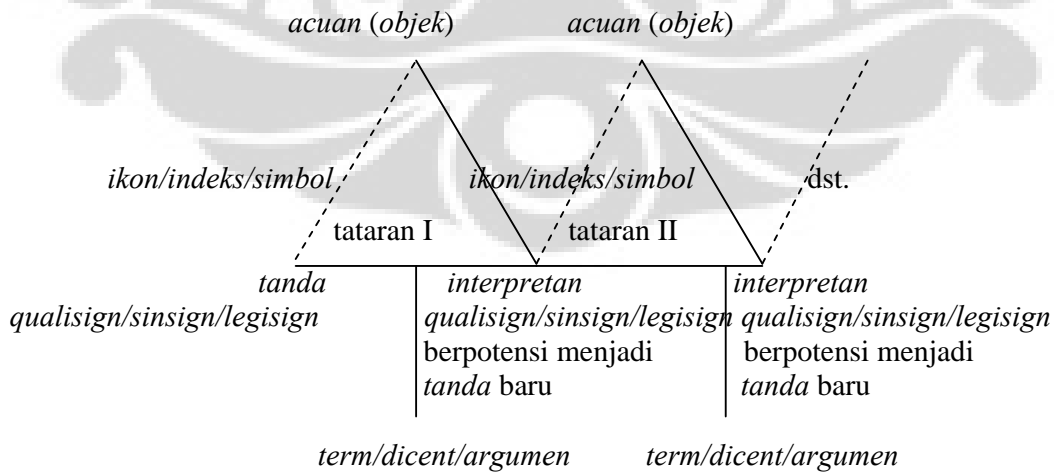 acuan (objek) acuan (objek)
ikon/indeks/simbol ikon/indeks/simbol dst.
tataran I tataran II
tanda interpretan interpretan
qualisign/sinsign/legisign qualisign/sinsign/legisign qualisign/sinsign/legisign
berpotensi menjadi berpotensi menjadi
tanda baru tanda baru
term/dicent/argumen term/dicent/argumen